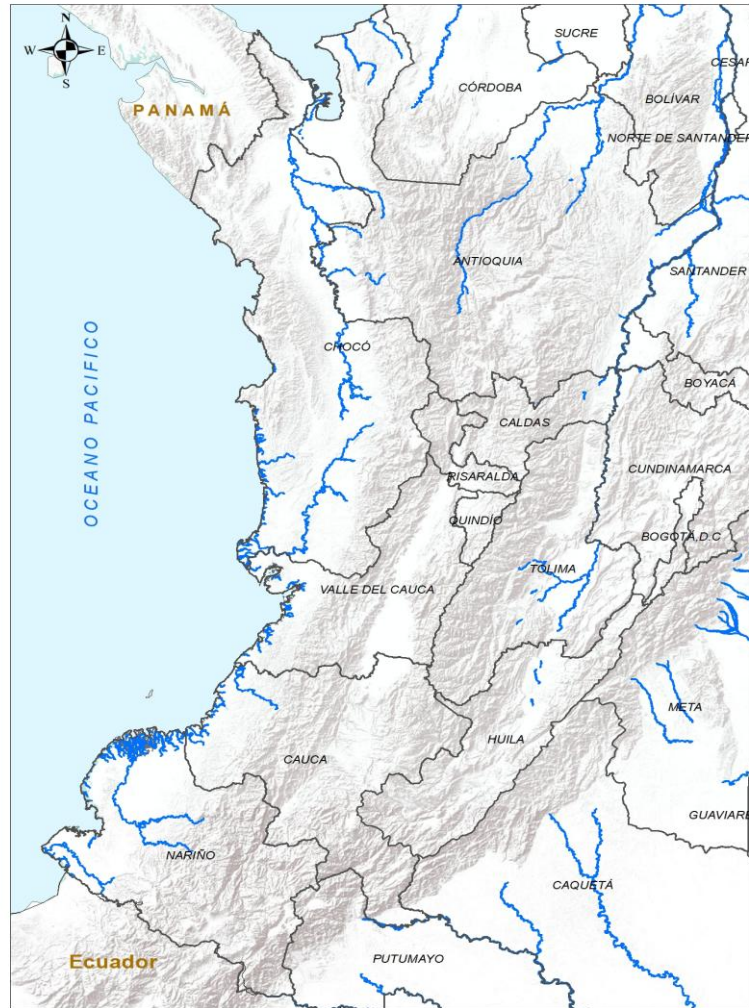 N
W E
S
SUCRE
CESAR
CÓRDOBA
BOLÍVAR
PANAMÁ
NORTE DE SANTANDER
ANTIOQUIA
SANTANDER
OCEANO PACIFICO
CHOCÓ
BOYACÁ
CALDAS
CUNDINAMARCA
RISARALDA
QUINDÍO
BOGOTÁ,D.C
TOLIMA
VALLE DEL CAUCA
META
HUILA
CAUCA
GUAVIARE
NARIÑO
CAQUETÁ
Ecuador
PUTUMAYO